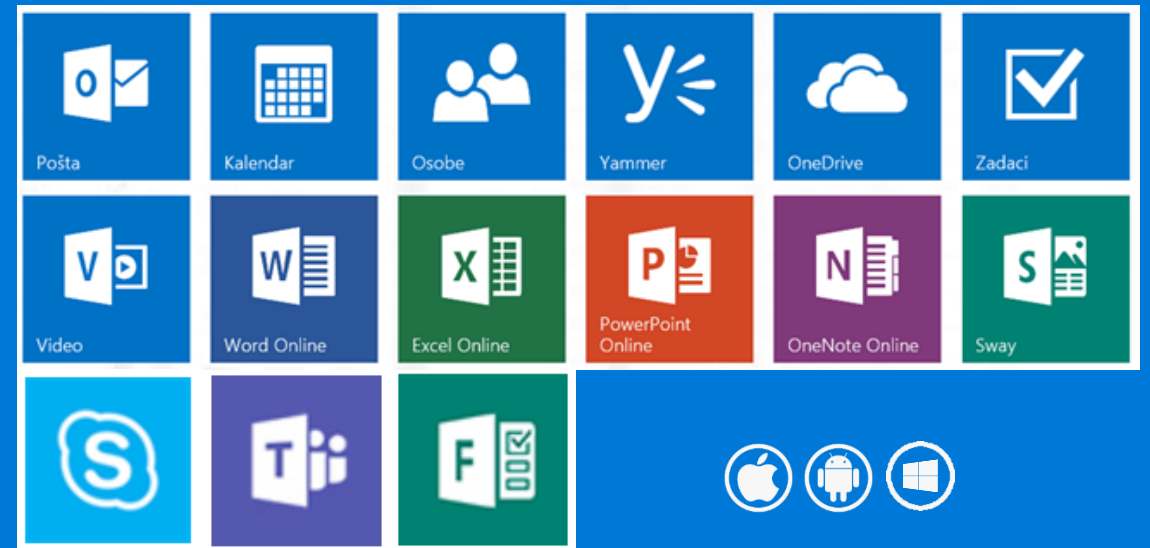 O
Pošta
Kalendar
Osobe
Yammer
OneDrive
Zadaci
V
Video
W
Word Online
X
Excel Online
P
PowerPoint
Online
N
OneNote Online
S
Sway
S
T
F